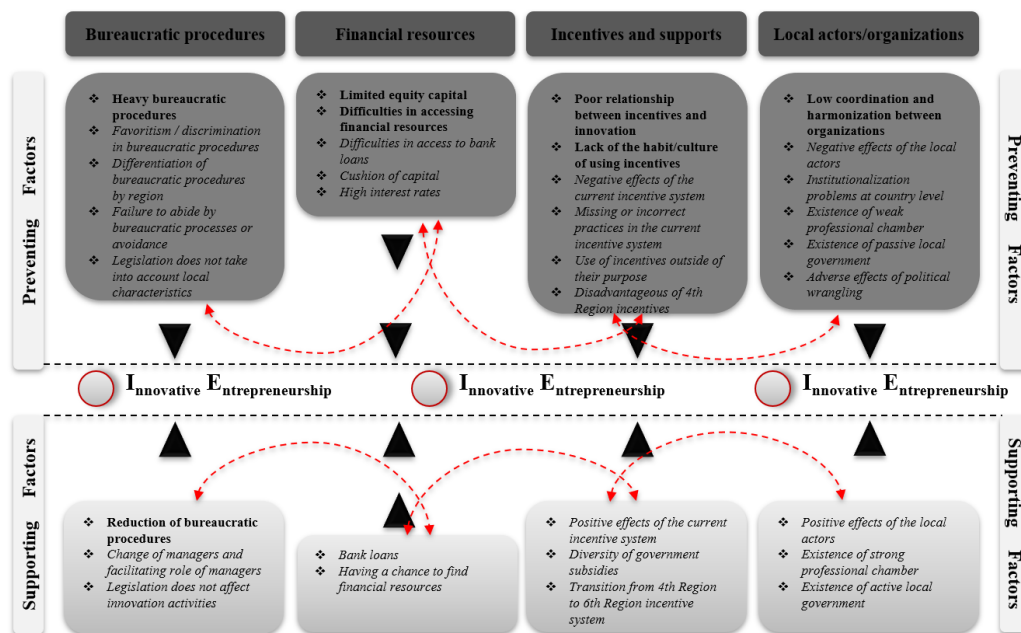 Bureaucratic procedures
Financial resources
Incentives and supports
Local actors/organizations
Preventing Factors
❖ Heavy bureaucratic
procedures
❖ Favoritism / discrimination
in bureaucratic procedures
❖ Differentiation of
bureaucratic procedures
by region
❖ Failure to abide by
bureaucratic processes or
avoidance
❖ Legislation does not take
into account local
characteristics
❖ Limited equity capital
❖ Difficulties in accessing
financial resources
❖ Difficulties in access to bank
loans
❖ Cushion of capital
❖ High interest rates
❖ Poor relationship
between incentives and
innovation
❖ Lack of the habit/culture
of using incentives
❖ Negative effects of the
current incentive system
❖ Missing or incorrect
practices in the current
incentive system
❖ Use of incentives outside of
their purpose
❖ Disadvantageous of 4th
Region incentives
❖ Low coordination and
harmonization between
organizations
❖ Negative effects of the local
actors
❖ Institutionalization
problems at country level
❖ Existence of weak
professional chamber
❖ Existence of passive local
government
❖ Adverse effects of political
wrangling
Preventing Factors
Innovative Entrepreneurship
Innovative Entrepreneurship
Innovative Entrepreneurship
Supporting Factors
❖ Reduction of bureaucratic
procedures
❖ Change of managers and
facilitating role of managers
❖ Legislation does not affect
innovation activities
❖ Bank loans
❖ Having a chance to find
financial resources
❖ Positive effects of the current
incentive system
❖ Diversity of government
subsidies
❖ Transition from 4th Region
to 6th Region incentive
system
❖ Positive effects of the local
actors
❖ Existence of strong
professional chamber
❖ Existence of active local
government
Supporting Factors